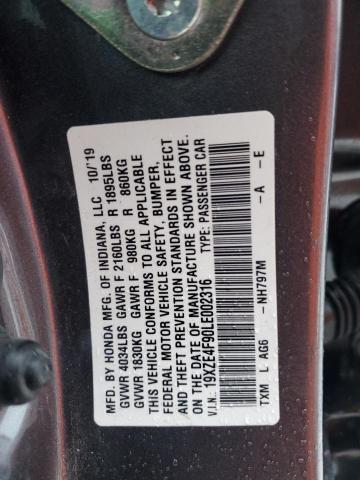 MFD. BY HONDA MFG. OF INDIANA, LLC 10/19
GVWR 4034LBS GAWR F 2160LBS R 1895LBS
GVWR 1830KG GAWR F 980KG R 860KG
THIS VEHICLE CONFORMS TO ALL APPLICABLE
FEDERAL MOTOR VEHICLE SAFETY, BUMPER,
AND THEFT PREVENTION STANDARDS IN EFFECT
ON THE DATE OF MANUFACTURE SHOWN ABOVE.
V.I.N.: 19XZE4F90LE002316 TYPE: PASSENGER CAR
TXM L AG6 -NH797M -A -E